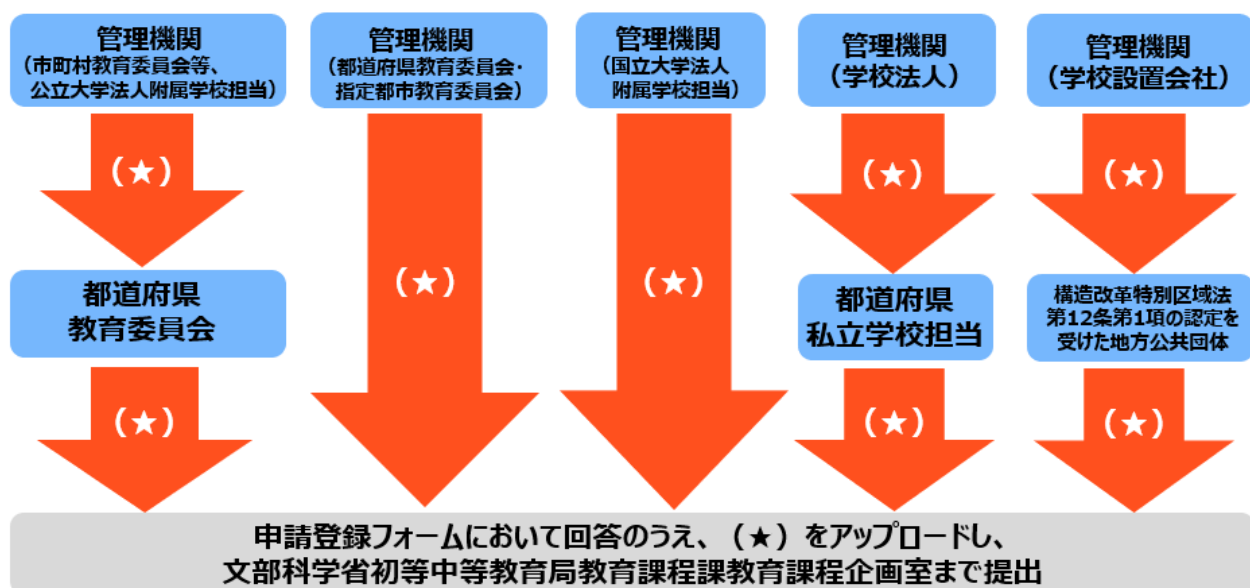 管理機関
（市町村教育委員会等、
公立大学法人附属学校担当）
管理機関
（都道府県教育委員会・
指定都市教育委員会）
管理機関
（国立大学法人
附属学校担当）
管理機関
（学校法人）
管理機関
（学校設置会社）
（★）
（★）
（★）
（★）
（★）
都道府県
教育委員会
都道府県
私立学校担当
構造改革特別区域法
第12条第1項の認定を
受けた地方公共団体
（★）
（★）
（★）
申請登録フォームにおいて回答のうえ、（★）をアップロードし、
文部科学省初等中等教育局教育課程課教育課程企画室まで提出